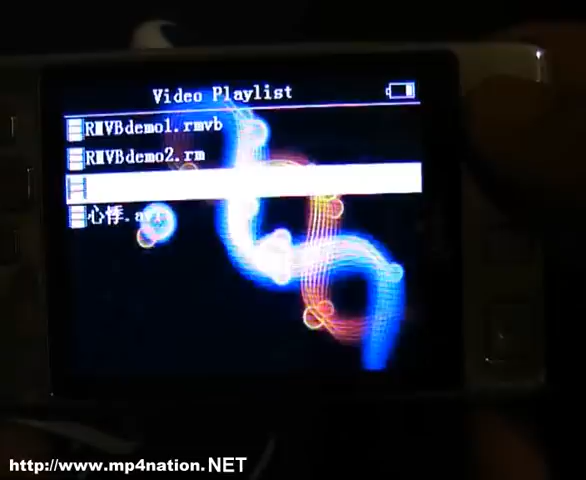 Video Playlist
RMVBdemo1.rmvb
RMVBdemo2.rm
心悸.avi
http://www.mp4nation.NET